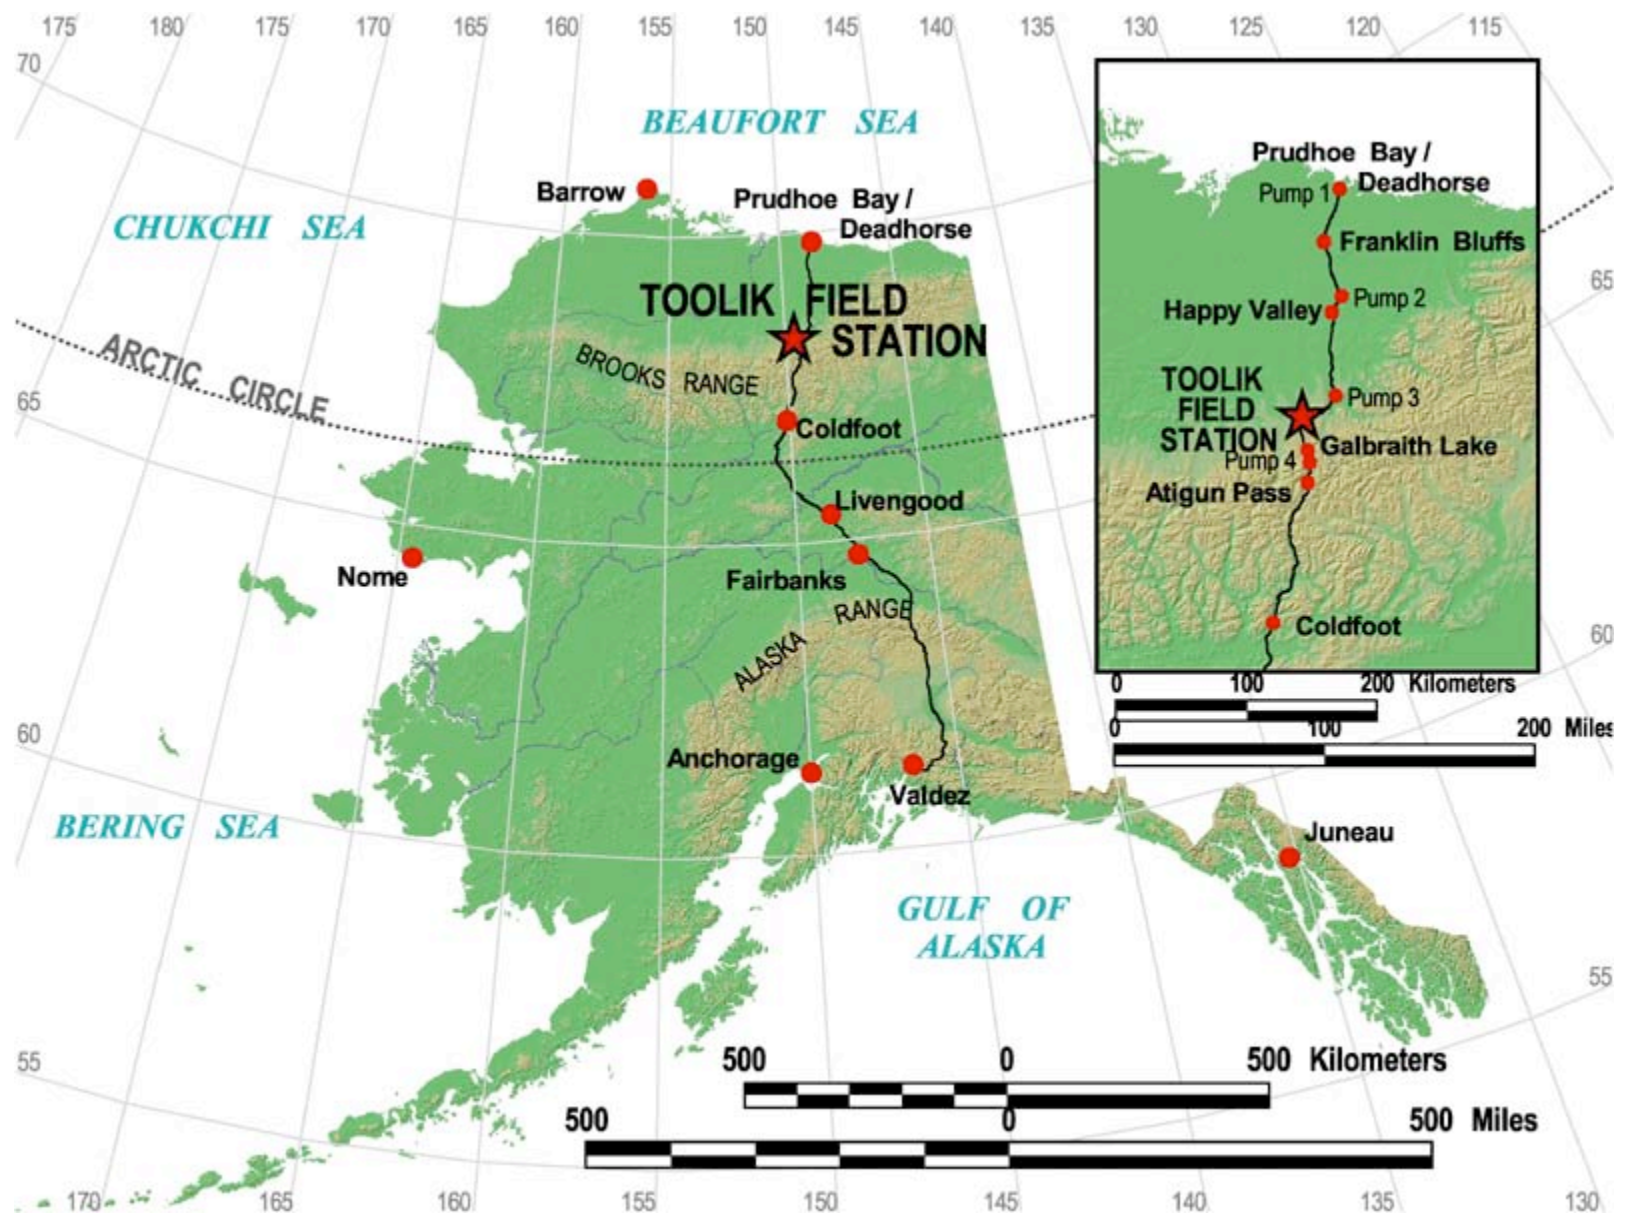 175 180 175 170 165 160 155 150 145 140 135 130 125 120 115
70
BEAUFORT SEA
Barrow
Prudhoe Bay /
Deadhorse
CHUKCHI SEA
TOOLIK FIELD
STATION
BROOKS RANGE
ARCTIC CIRCLE
65
Coldfoot
Livengood
Nome
Fairbanks
ALASKA RANGE
60
Anchorage
Valdez
BERING SEA
Juneau
GULF OF
ALASKA
55
Prudhoe Bay /
Pump 1 Deadhorse
Franklin Bluffs
Pump 2
Happy Valley
TOOLIK
FIELD
STATION
Pump 3
Galbraith Lake
Pump 4
Atigun Pass
Coldfoot
0 100 200 Kilometers
0 100 200 Miles
65
60
55
500 0 500 Kilometers
500 0 500 Miles
170 165 160 155 150 145 140 135 130